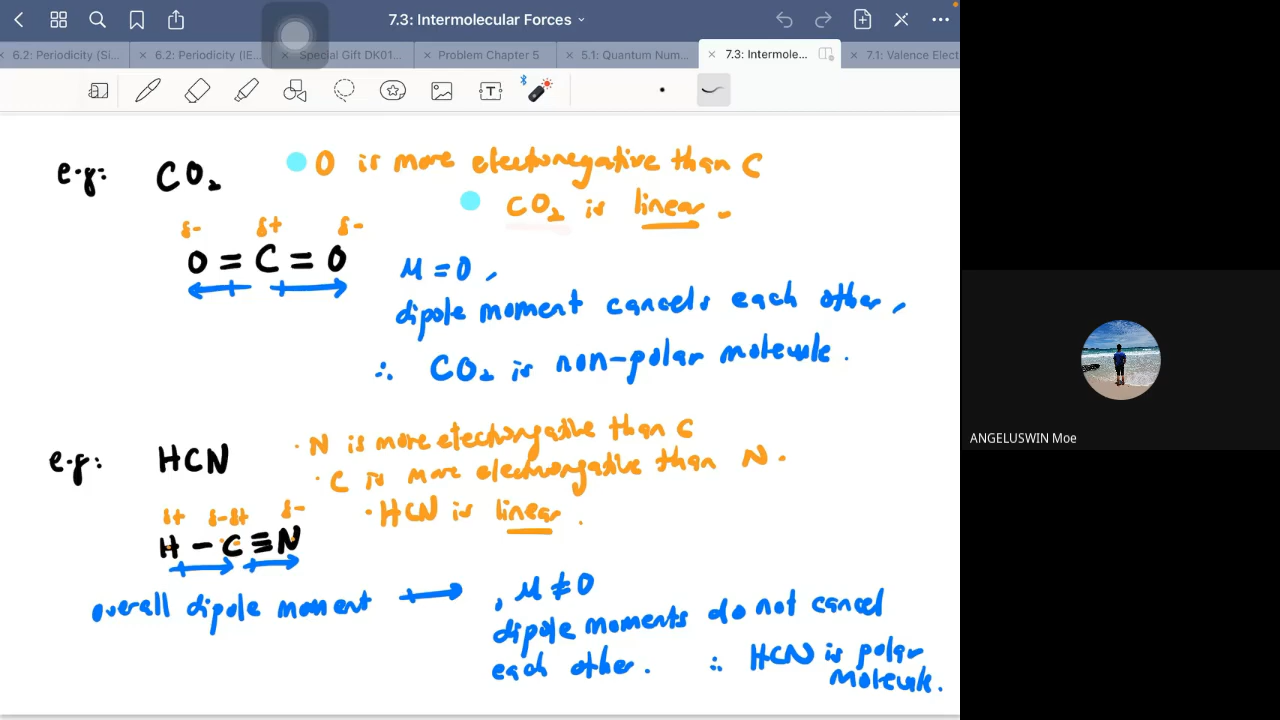 7.3: Intermolecular Forces
6.2: Periodicity (Si...
6.2: Periodicity (IE...
Special Gift DK01...
Problem Chapter 5
5.1: Quantum Num...
7.3: Intermole...
7.1: Valence Elect
e.g: CO₂
O is more electronegative than C
CO₂ is linear.
δ- δ+ δ-
O = C = O
μ = 0,
dipole moment cancels each other,
∴ CO₂ is non-polar molecule.
e.g: HCN
· N is more electronegative than C
· C is more electronegative than N.
· HCN is linear.
δ+ δ- δ+ δ-
H - C ≡ N
overall dipole moment
, μ ≠ 0
dipole moments do not cancel
each other. ∴ HCN is polar
molecule.
ANGELUSWIN Moe